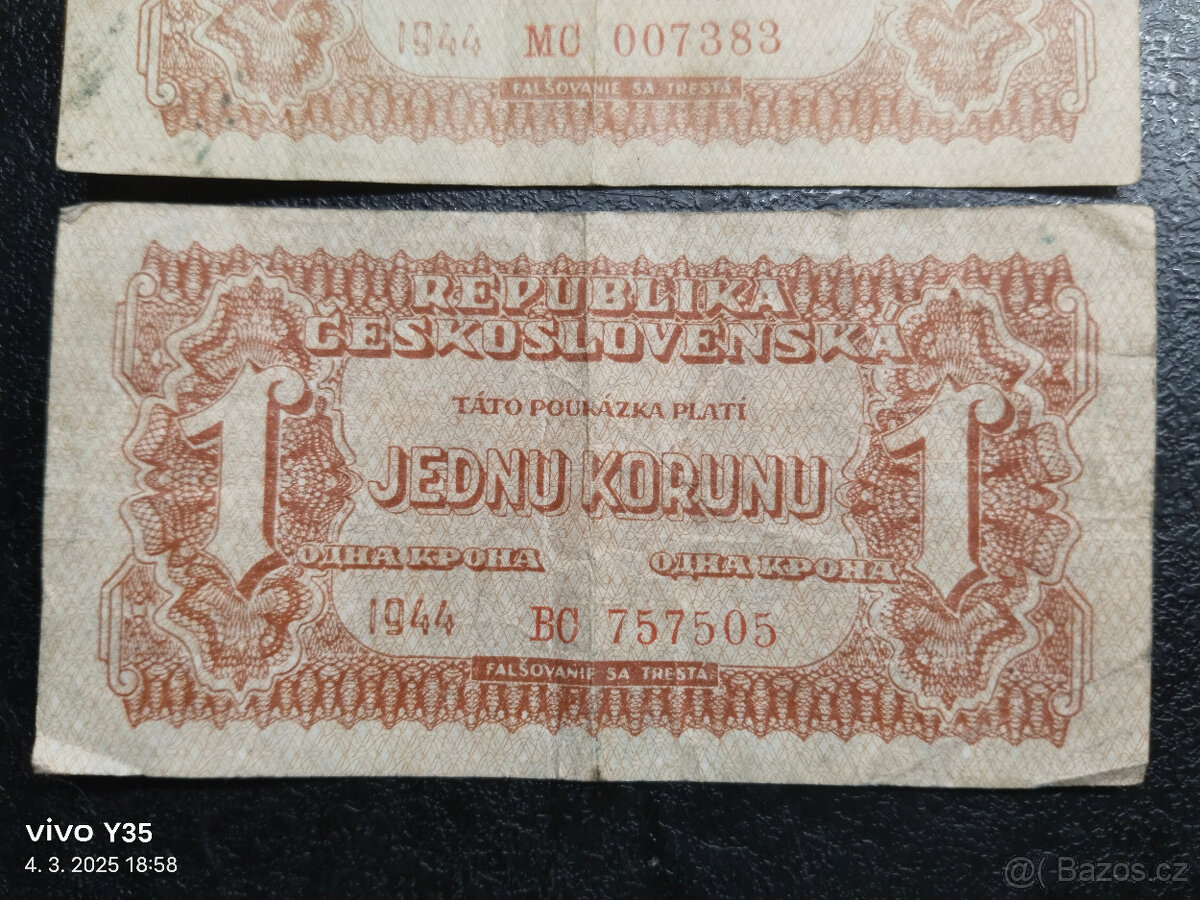 1944 MC 007383
FALŠOVANIE SA TRESTÁ
REPUBLIKA
ČESKOSLOVENSKÁ
TÁTO POUKÁZKA PLATÍ
JEDNU KORUNU
1 1
ОДНА КРОНА ОДНА КРОНА
1944 BC 757505
FALŠOVANIE SA TRESTÁ
vivo Y35
4. 3. 2025 18:58
@( Bazos.cz